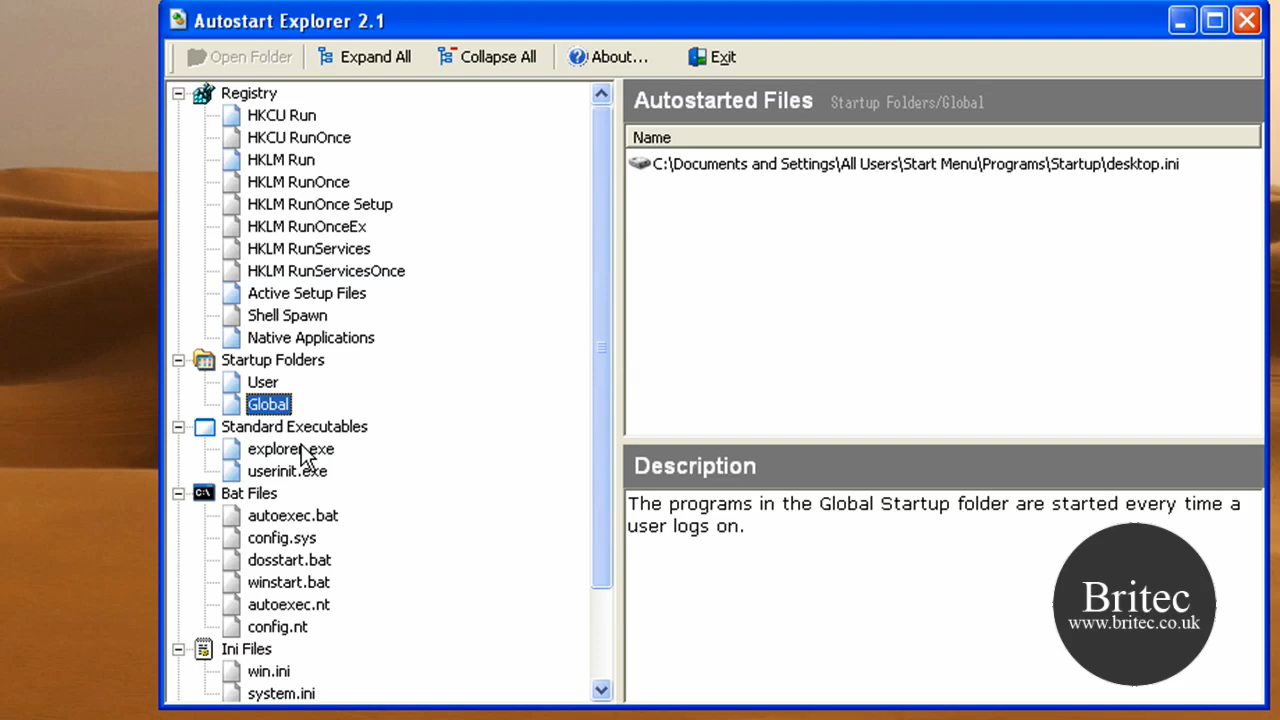 Autostart Explorer 2.1
Open Folder
Expand All
Collapse All
About...
Exit
Registry
HKCU Run
HKCU RunOnce
HKLM Run
HKLM RunOnce
HKLM RunOnce Setup
HKLM RunOnceEx
HKLM RunServices
HKLM RunServicesOnce
Active Setup Files
Shell Spawn
Native Applications
Startup Folders
User
Global
Standard Executables
explorer.exe
userinit.exe
Bat Files
autoexec.bat
config.sys
dosstart.bat
winstart.bat
autoexec.nt
config.nt
Ini Files
win.ini
system.ini
Autostarted Files Startup Folders/Global
Name
C:\Documents and Settings\All Users\Start Menu\Programs\Startup\desktop.ini
Description
The programs in the Global Startup folder are started every time a
user logs on.
Britec
www.britec.co.uk